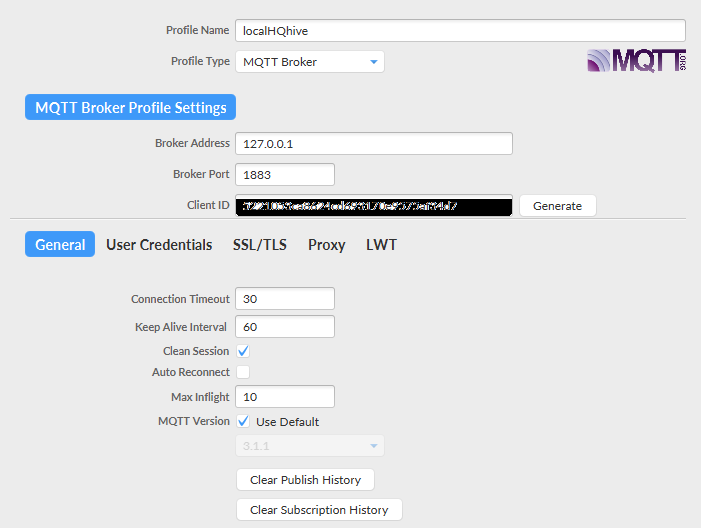 Profile Name localHQhive
Profile Type MQTT Broker
MQTT.ORG
MQTT Broker Profile Settings
Broker Address 127.0.0.1
Broker Port 1883
Client ID Generate
General User Credentials SSL/TLS Proxy LWT
Connection Timeout 30
Keep Alive Interval 60
Clean Session
Auto Reconnect
Max Inflight 10
MQTT Version Use Default
3.1.1
Clear Publish History
Clear Subscription History